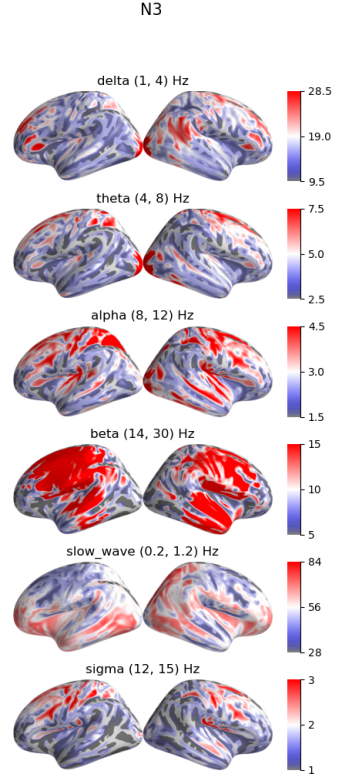 N3
delta (1, 4) Hz
28.5
19.0
9.5
theta (4, 8) Hz
7.5
5.0
2.5
alpha (8, 12) Hz
4.5
3.0
1.5
beta (14, 30) Hz
15
10
5
slow_wave (0.2, 1.2) Hz
84
56
28
sigma (12, 15) Hz
3
2
1